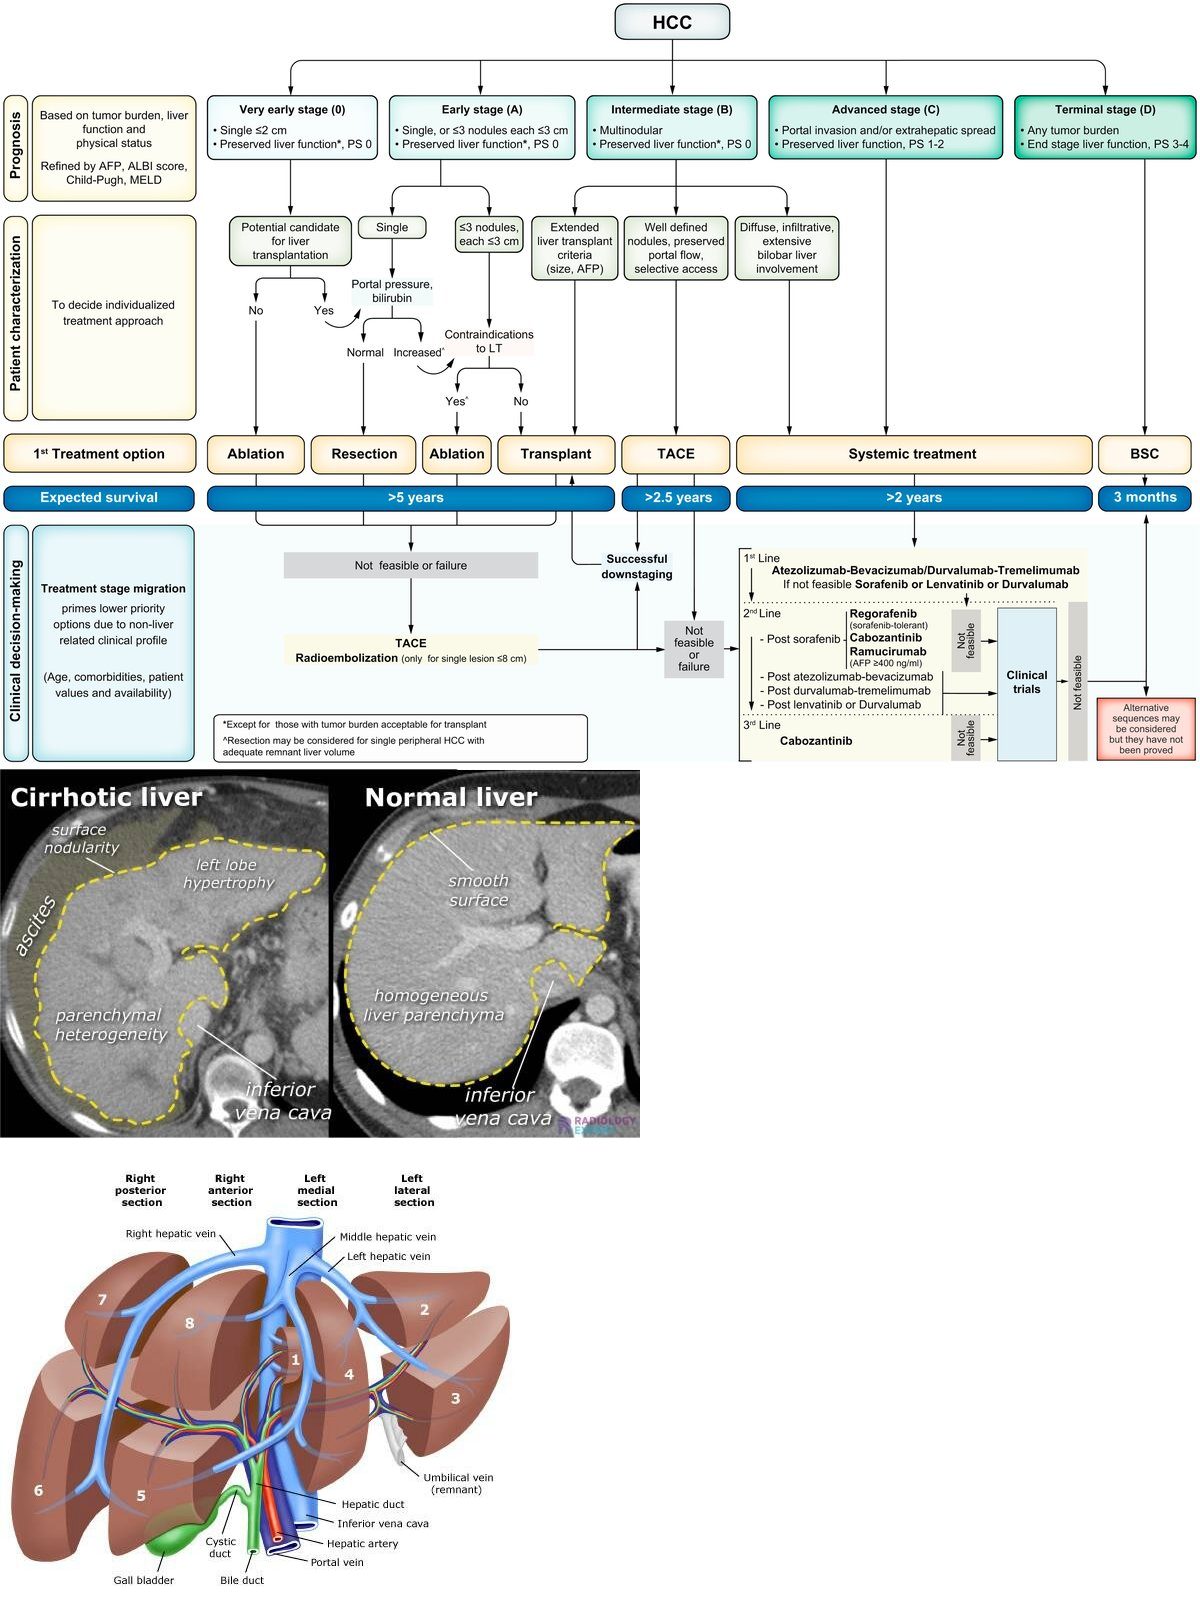 HCC
Prognosis
Based on tumor burden, liver
function and
physical status
Refined by AFP, ALBI score,
Child-Pugh, MELD
Very early stage (0)
• Single ≤2 cm
• Preserved liver function*, PS 0
Early stage (A)
• Single, or ≤3 nodules each ≤3 cm
• Preserved liver function*, PS 0
Intermediate stage (B)
• Multinodular
• Preserved liver function*, PS 0
Advanced stage (C)
• Portal invasion and/or extrahepatic spread
• Preserved liver function, PS 1-2
Terminal stage (D)
• Any tumor burden
• End stage liver function, PS 3-4
Patient characterization
To decide individualized
treatment approach
Potential candidate
for liver
transplantation
Single
≤3 nodules,
each ≤3 cm
Extended
liver transplant
criteria
(size, AFP)
Well defined
nodules, preserved
portal flow,
selective access
Diffuse, infiltrative,
extensive
bilobar liver
involvement
No
Yes
Portal pressure,
bilirubin
Normal
Increased^
Contraindications
to LT
Yes^
No
1st Treatment option
Ablation
Resection
Ablation
Transplant
TACE
Systemic treatment
BSC
Expected survival
>5 years
>2.5 years
>2 years
3 months
Clinical decision-making
Treatment stage migration
primes lower priority
options due to non-liver
related clinical profile
(Age, comorbidities, patient
values and availability)
Not feasible or failure
TACE
Radioembolization (only for single lesion ≤8 cm)
Successful
downstaging
Not
feasible
or
failure
1st Line
Atezolizumab-Bevacizumab/Durvalumab-Tremelimumab
If not feasible Sorafenib or Lenvatinib or Durvalumab
2nd Line
- Post sorafenib
Regorafenib
(sorafenib-tolerant)
Cabozantinib
Ramucirumab
(AFP ≥400 ng/ml)
- Post atezolizumab-bevacizumab
- Post durvalumab-tremelimumab
- Post lenvatinib or Durvalumab
3rd Line
Cabozantinib
Not
feasible
Not
feasible
Clinical
trials
Not feasible
Alternative
sequences may
be considered
but they have not
been proved
*Except for those with tumor burden acceptable for transplant
^Resection may be considered for single peripheral HCC with
adequate remnant liver volume
Cirrhotic liver
surface
nodularity
left lobe
hypertrophy
ascites
parenchymal
heterogeneity
inferior
vena cava
Normal liver
smooth
surface
homogeneous
liver parenchyma
inferior
vena cava
RADIOLOGY
Right
posterior
section
Right
anterior
section
Left
medial
section
Left
lateral
section
Right hepatic vein
Middle hepatic vein
Left hepatic vein
7
8
1
4
2
3
6
5
Umbilical vein
(remnant)
Hepatic duct
Inferior vena cava
Cystic
duct
Hepatic artery
Portal vein
Gall bladder
Bile duct